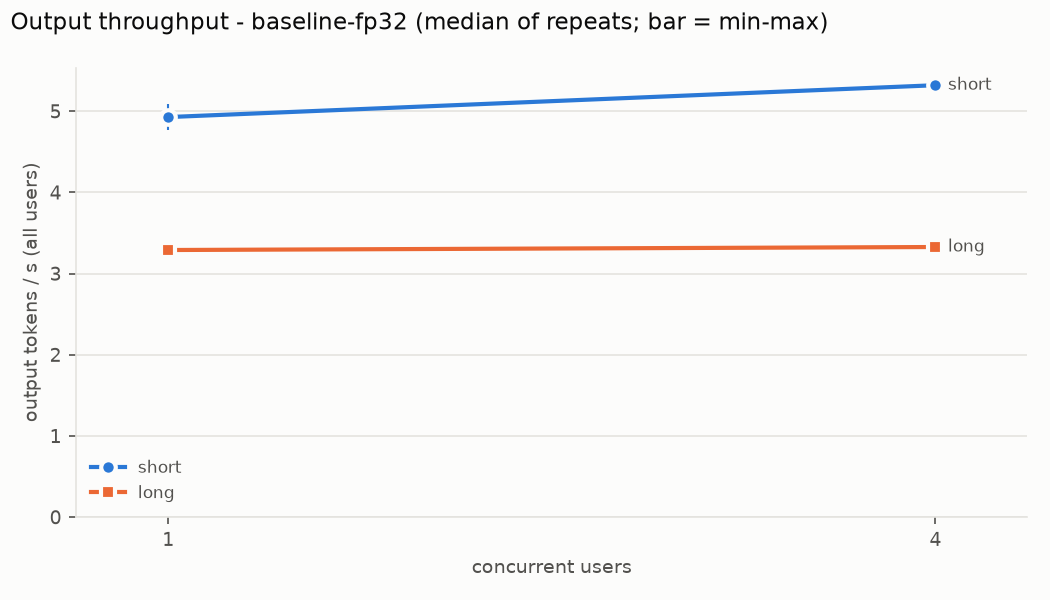 Output throughput - baseline-fp32 (median of repeats; bar = min-max)
output tokens / s (all users)
5
4
3
2
1
0
short
long
short
long
1
4
concurrent users